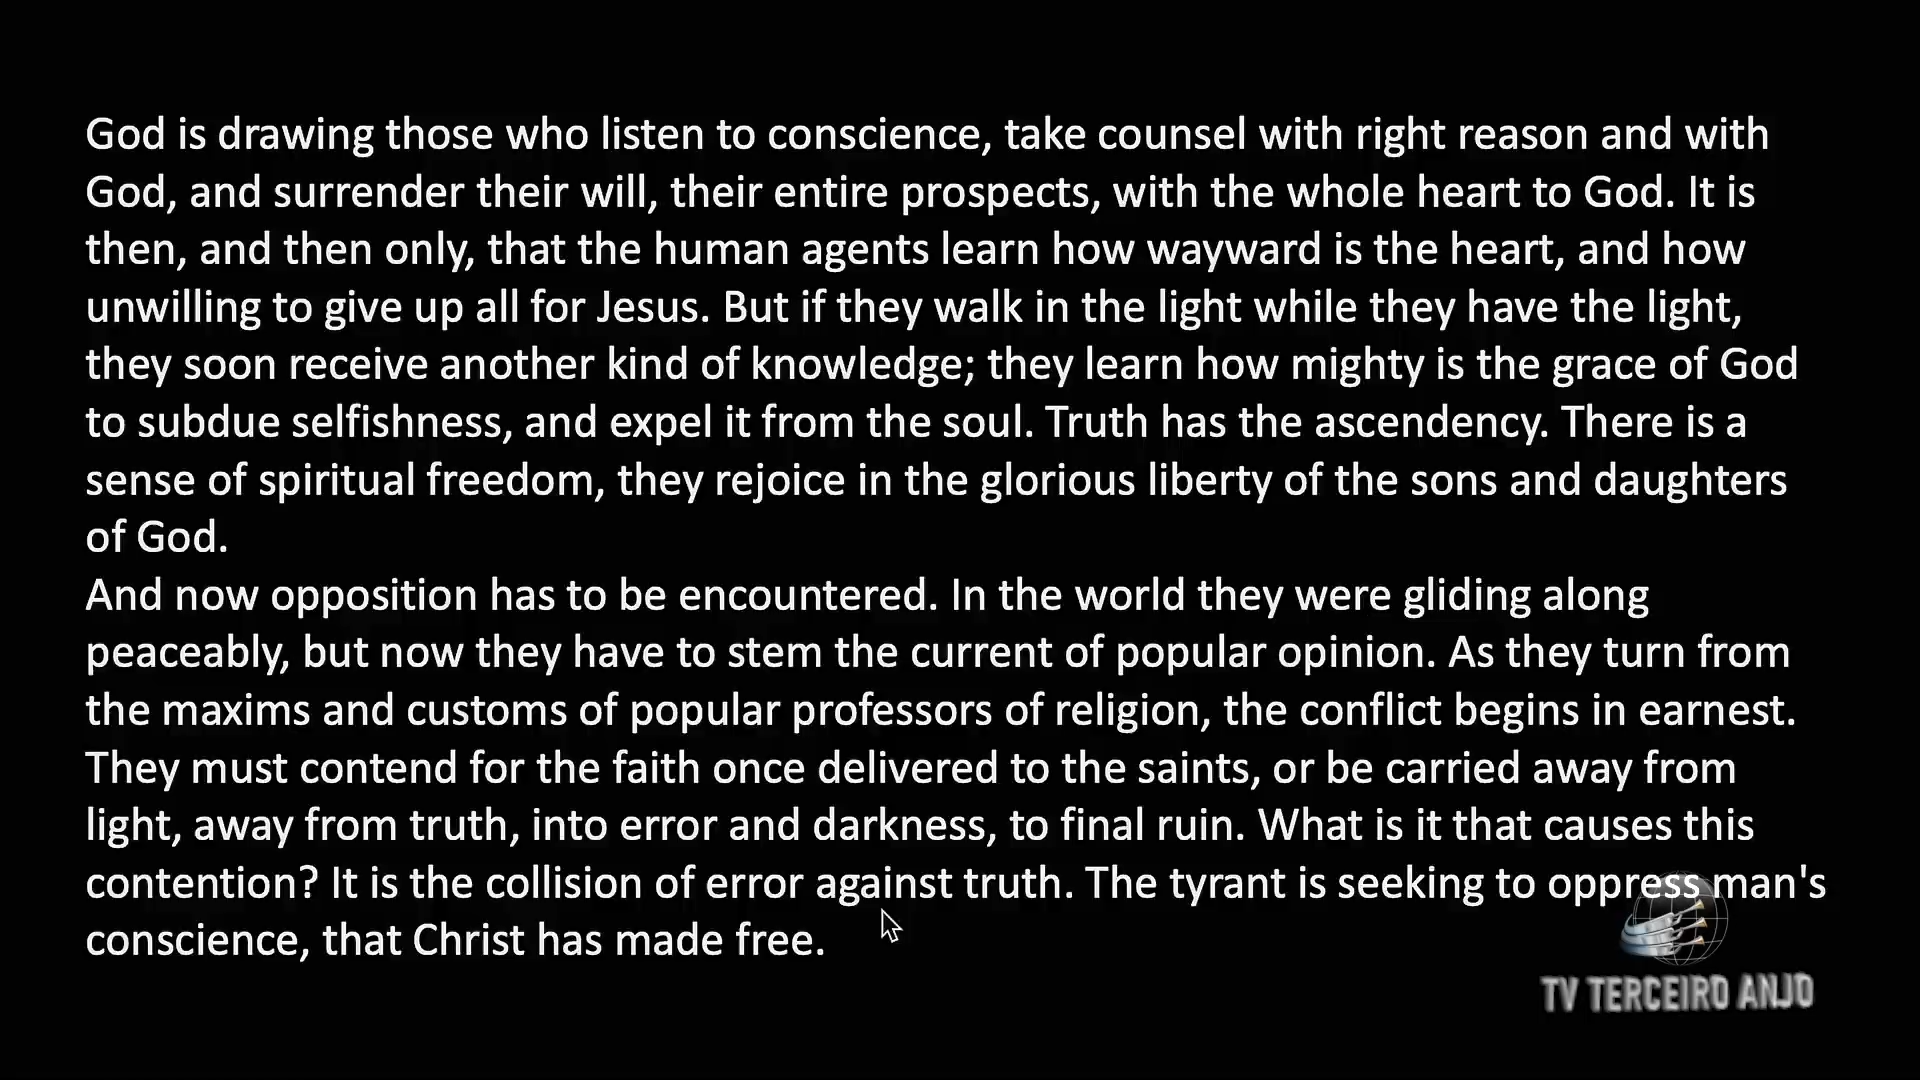 God is drawing those who listen to conscience, take counsel with right reason and with
God, and surrender their will, their entire prospects, with the whole heart to God. It is
then, and then only, that the human agents learn how wayward is the heart, and how
unwilling to give up all for Jesus. But if they walk in the light while they have the light,
they soon receive another kind of knowledge; they learn how mighty is the grace of God
to subdue selfishness, and expel it from the soul. Truth has the ascendency. There is a
sense of spiritual freedom, they rejoice in the glorious liberty of the sons and daughters
of God.
And now opposition has to be encountered. In the world they were gliding along
peaceably, but now they have to stem the current of popular opinion. As they turn from
the maxims and customs of popular professors of religion, the conflict begins in earnest.
They must contend for the faith once delivered to the saints, or be carried away from
light, away from truth, into error and darkness, to final ruin. What is it that causes this
contention? It is the collision of error against truth. The tyrant is seeking to oppress man's
conscience, that Christ has made free.
TV TERCEIRO ANJO